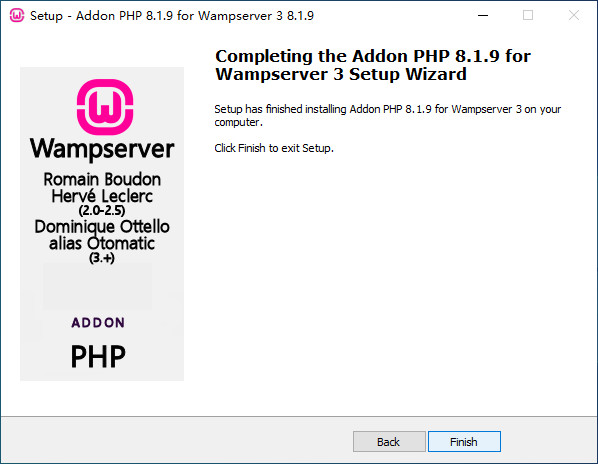 Setup - Addon PHP 8.1.9 for Wampserver 3 8.1.9
Wampserver
Romain Boudon
Hervé Leclerc
(2.0-2.5)
Dominique Ottello
alias Otomatic
(3.+)
ADDON
PHP
Completing the Addon PHP 8.1.9 for
Wampserver 3 Setup Wizard
Setup has finished installing Addon PHP 8.1.9 for Wampserver 3 on your
computer.
Click Finish to exit Setup.
Back
Finish